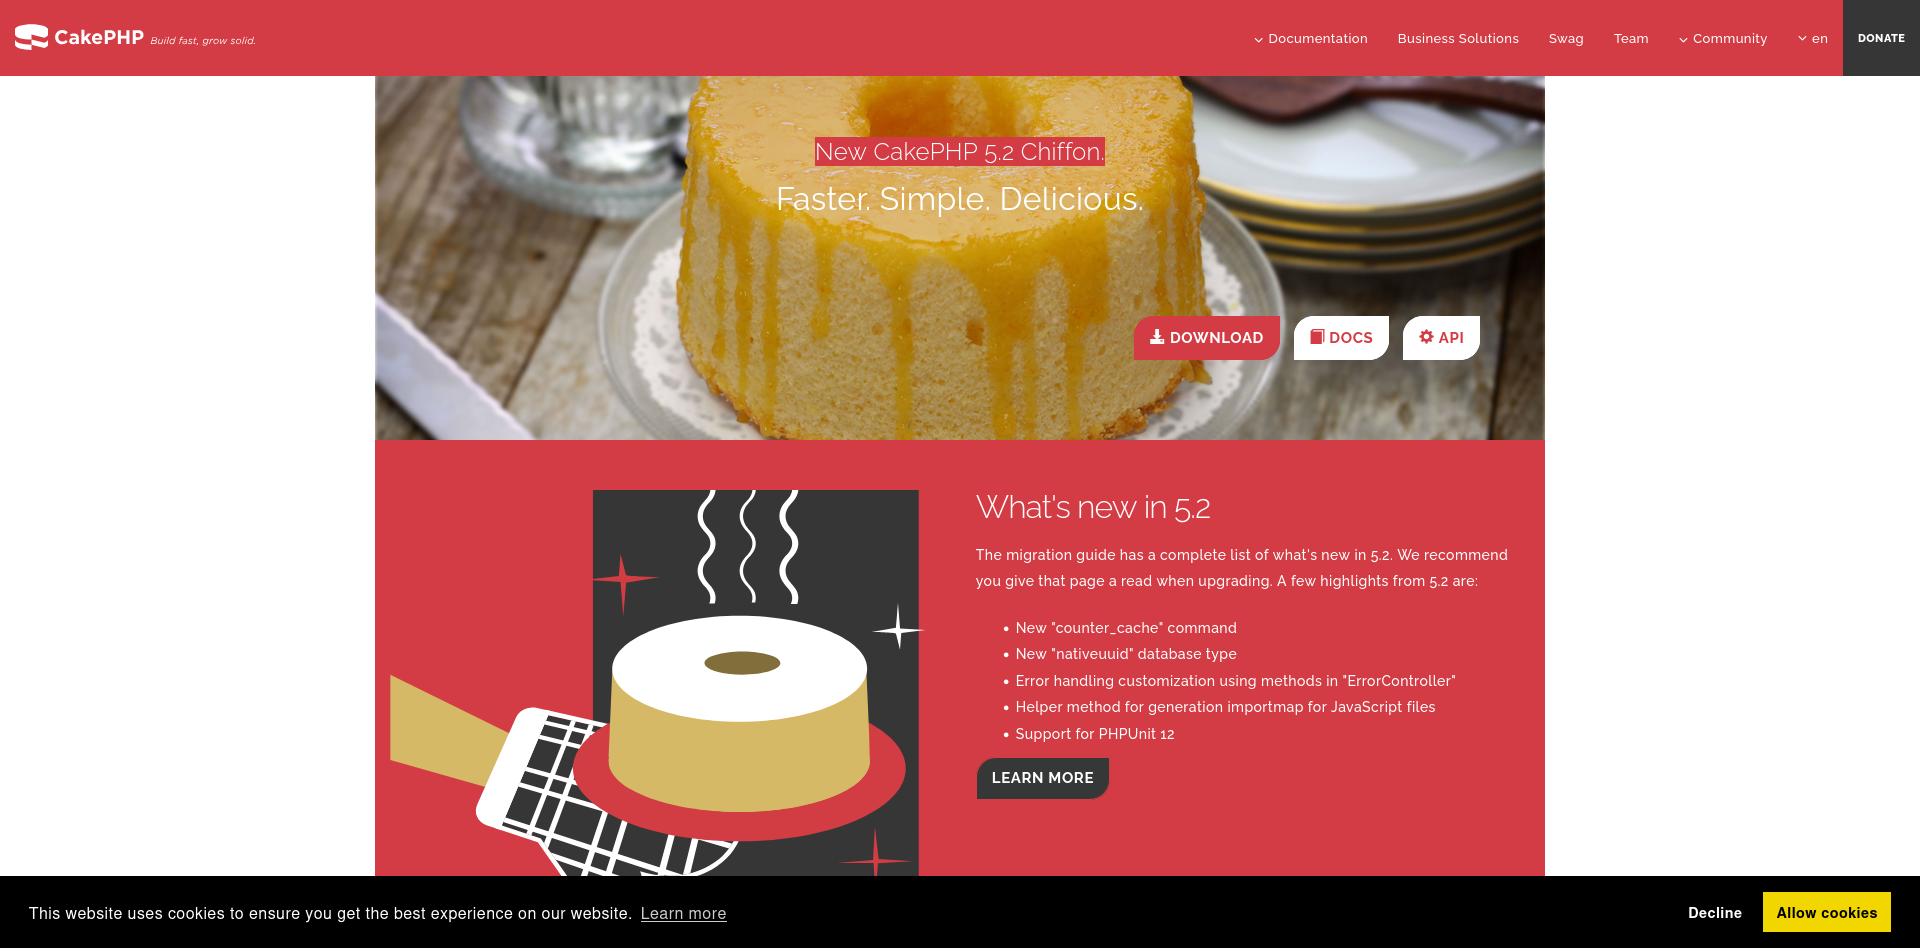 CakePHP Build fast, grow solid.
Documentation Business Solutions Swag Team Community en DONATE
New CakePHP 5.2 Chiffon.
Faster. Simple. Delicious.
DOWNLOAD DOCS API
What's new in 5.2
The migration guide has a complete list of what's new in 5.2. We recommend
you give that page a read when upgrading. A few highlights from 5.2 are:
• New "counter_cache" command
• New "nativeuuid" database type
• Error handling customization using methods in "ErrorController"
• Helper method for generation importmap for JavaScript files
• Support for PHPUnit 12
LEARN MORE
This website uses cookies to ensure you get the best experience on our website. Learn more
Decline Allow cookies